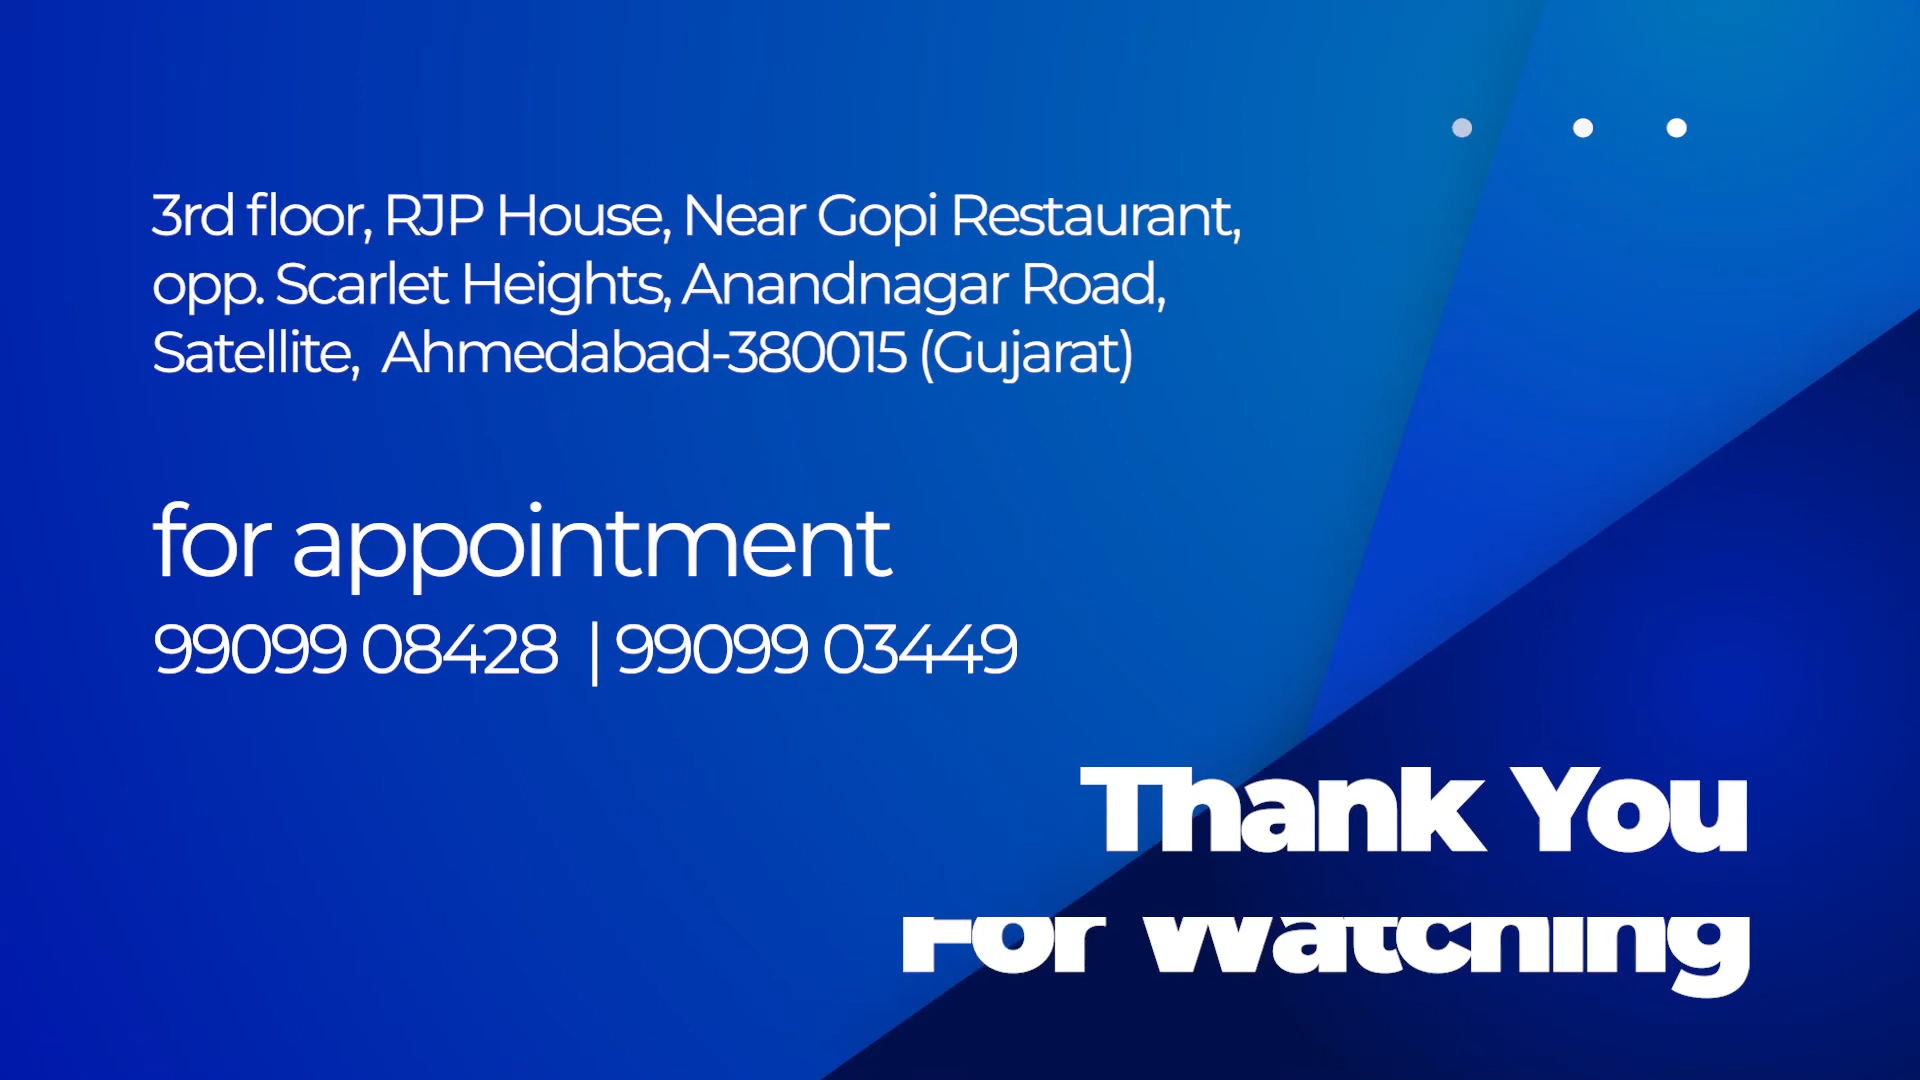 3rd floor, RJP House, Near Gopi Restaurant,
opp. Scarlet Heights, Anandnagar Road,
Satellite, Ahmedabad-380015 (Gujarat)
for appointment
99099 08428 | 99099 03449
Thank You
For Watching